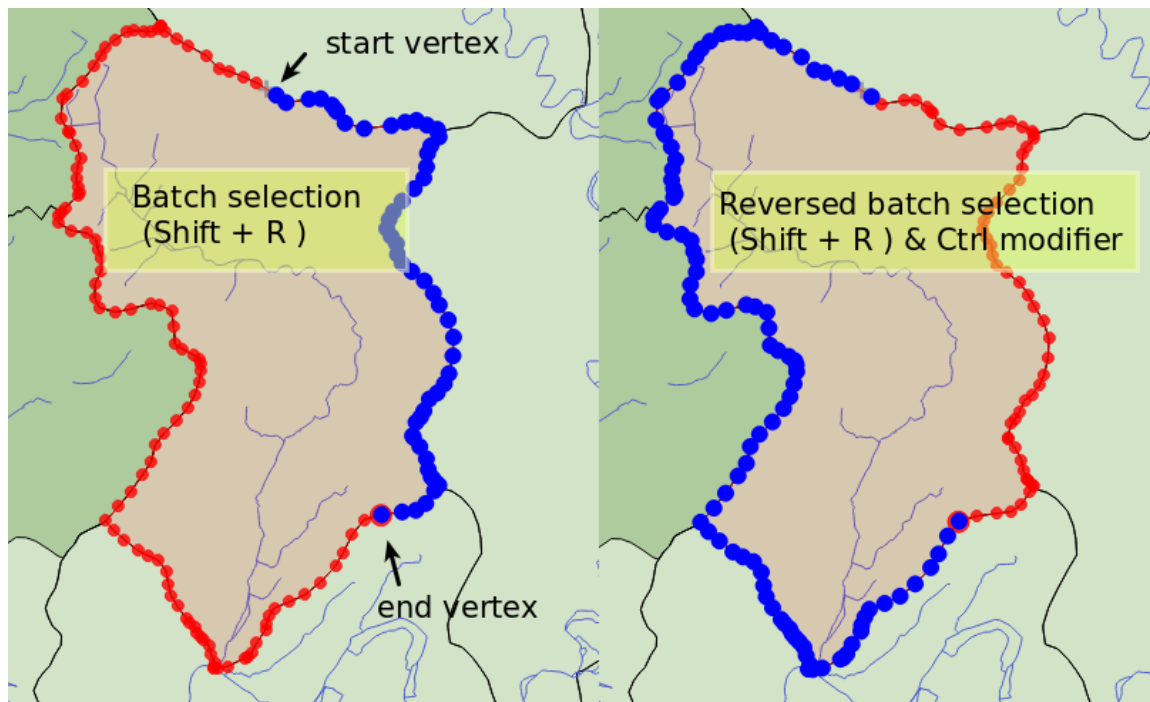 start vertex
Batch selection
(Shift + R )
end vertex
Reversed batch selection
(Shift + R ) & Ctrl modifier